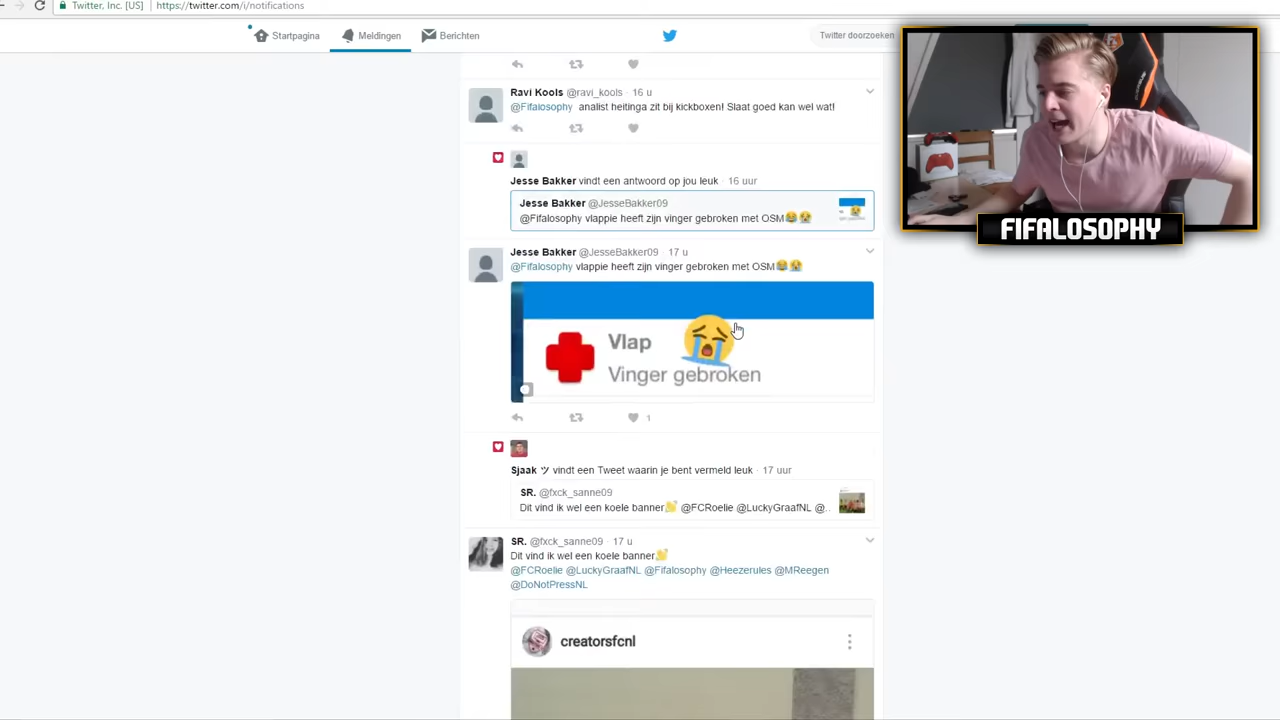 Twitter, Inc. [US] https://twitter.com/i/notifications
Startpagina Meldingen Berichten Twitter doorzoeken
Ravi Kools @ravi_kools · 16 u
@Fifalosophy analist heitinga zit bij kickboxen! Slaat goed kan wel wat!
Jesse Bakker vindt een antwoord op jou leuk · 16 uur
Jesse Bakker @JesseBakker09
@Fifalosophy vlappie heeft zijn vinger gebroken met OSM😂😭
Jesse Bakker @JesseBakker09 · 17 u
@Fifalosophy vlappie heeft zijn vinger gebroken met OSM😂😭
Vlap
Vinger gebroken
1
Sjaak ツ vindt een Tweet waarin je bent vermeld leuk · 17 uur
SR. @fxck_sanne09
Dit vind ik wel een koele banner👏 @FCRoelie @LuckyGraafNL @..
SR. @fxck_sanne09 · 17 u
Dit vind ik wel een koele banner👏
@FCRoelie @LuckyGraafNL @Fifalosophy @Heezerules @MReegen
@DoNotPressNL
creatorsfcnl
FIFALOSOPHY